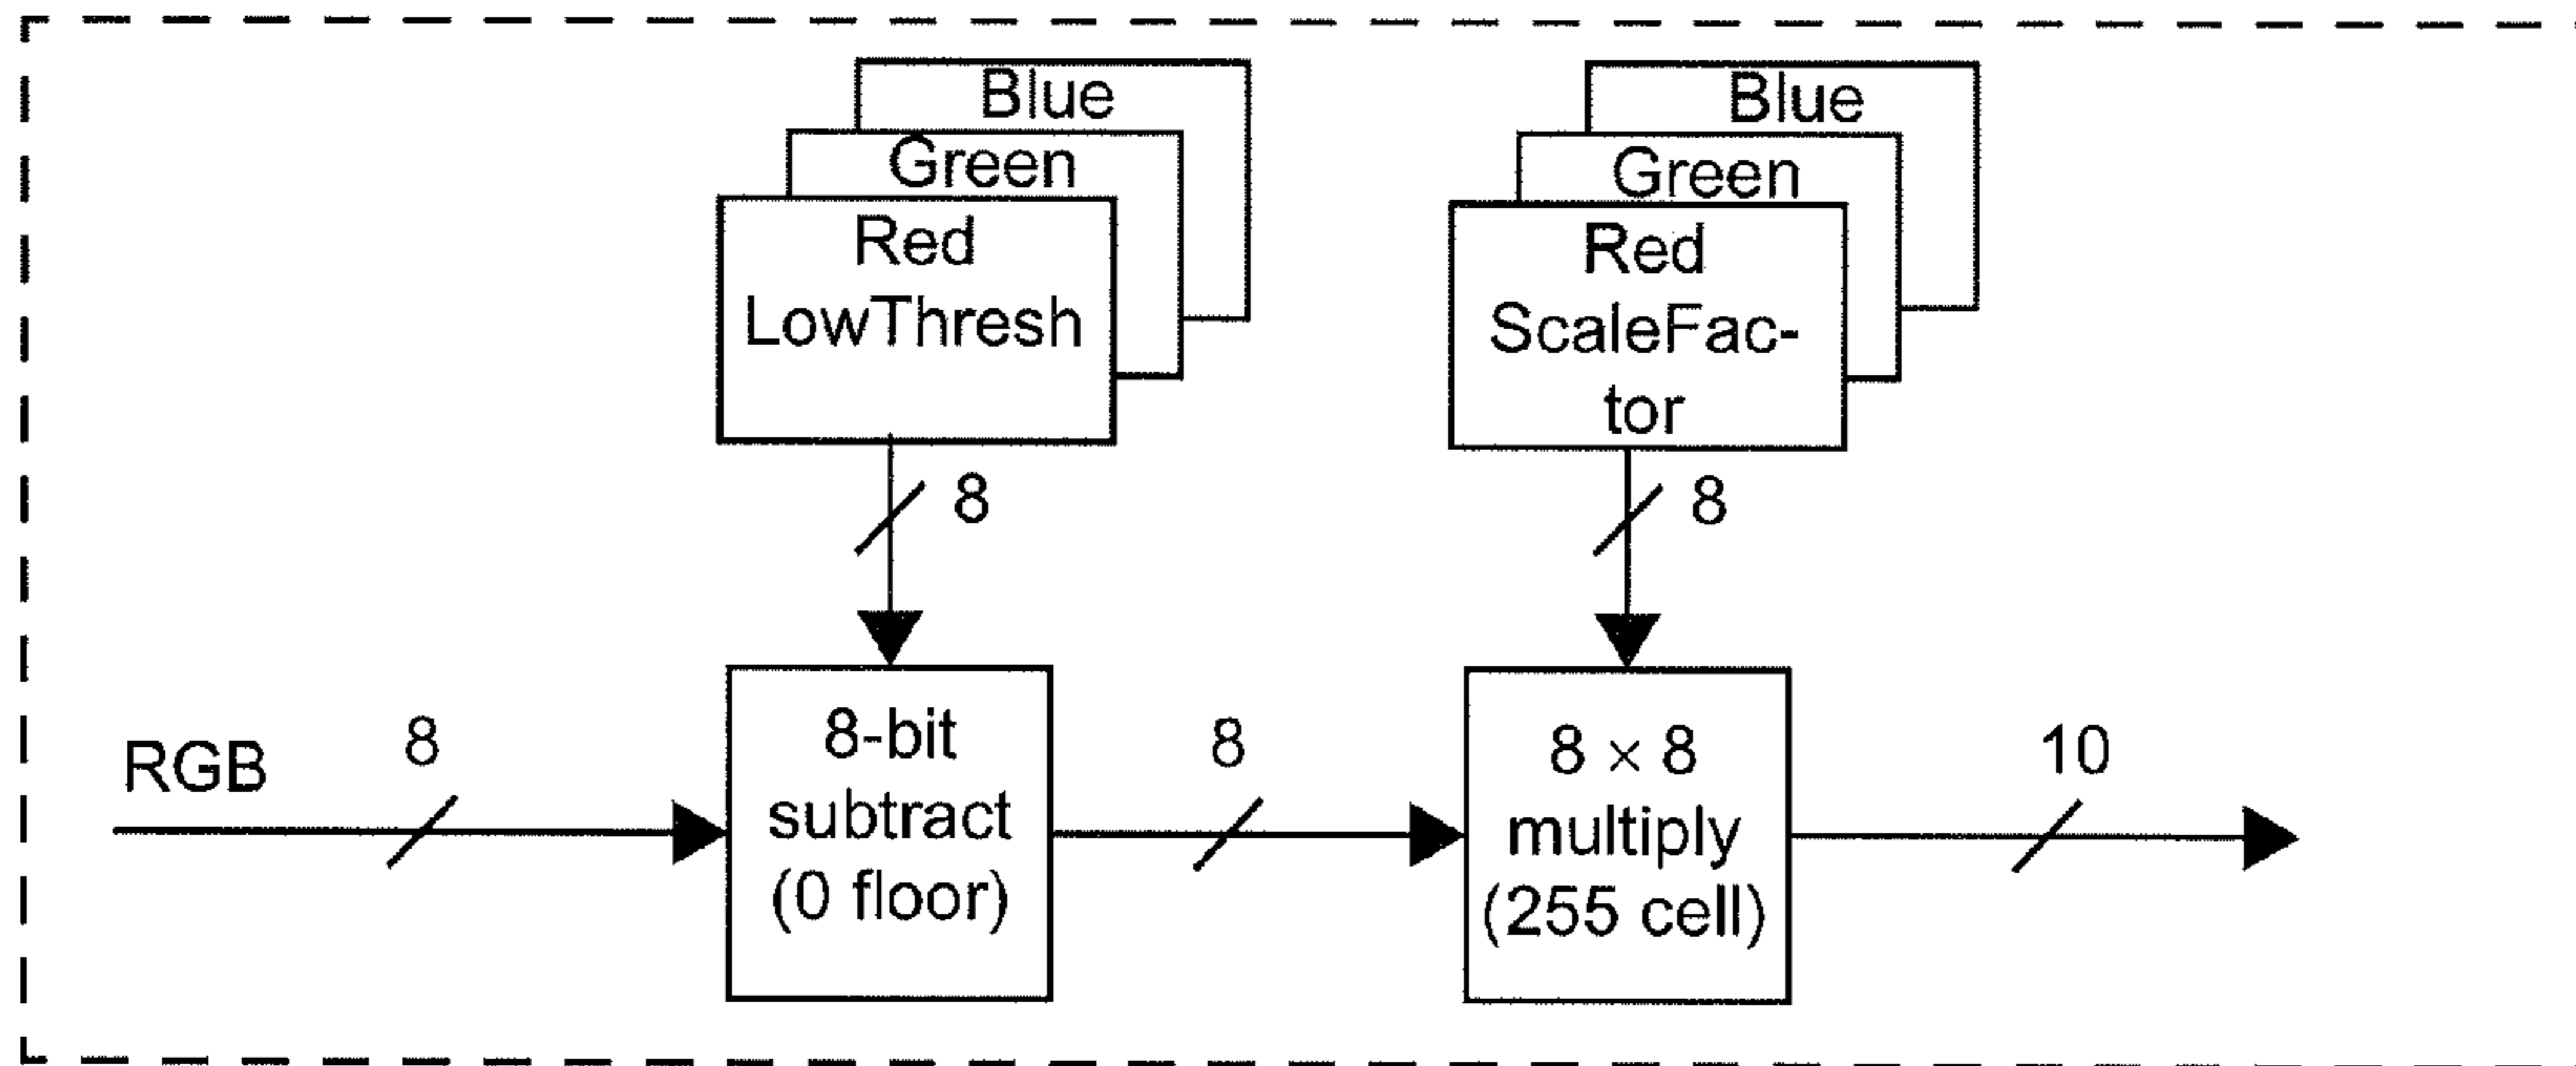 Blue
Green
Red
LowThresh
8
Blue
Green
Red
ScaleFac-
tor
8
RGB
8
8-bit
subtract
(0 floor)
8
8 × 8
multiply
(255 cell)
10